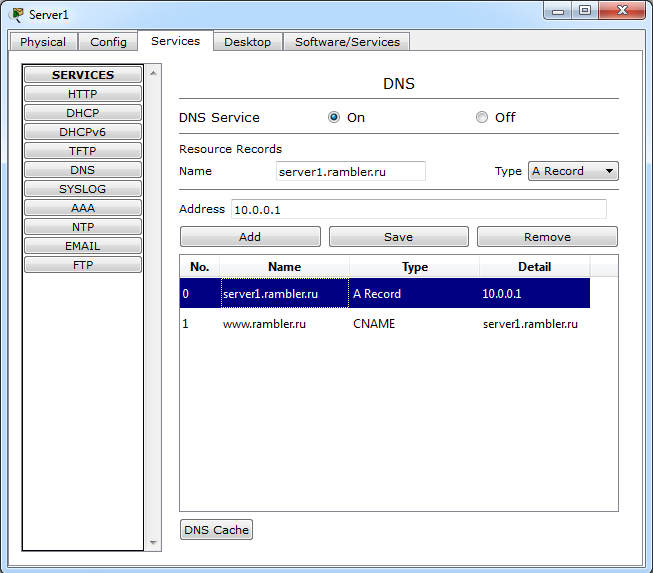 Server1
Physical Config Services Desktop Software/Services
SERVICES
HTTP
DHCP
DHCPv6
TFTP
DNS
SYSLOG
AAA
NTP
EMAIL
FTP
DNS
DNS Service On Off
Resource Records
Name server1.rambler.ru Type A Record
Address 10.0.0.1
Add Save Remove
No. Name Type Detail
0 server1.rambler.ru A Record 10.0.0.1
1 www.rambler.ru CNAME server1.rambler.ru
DNS Cache